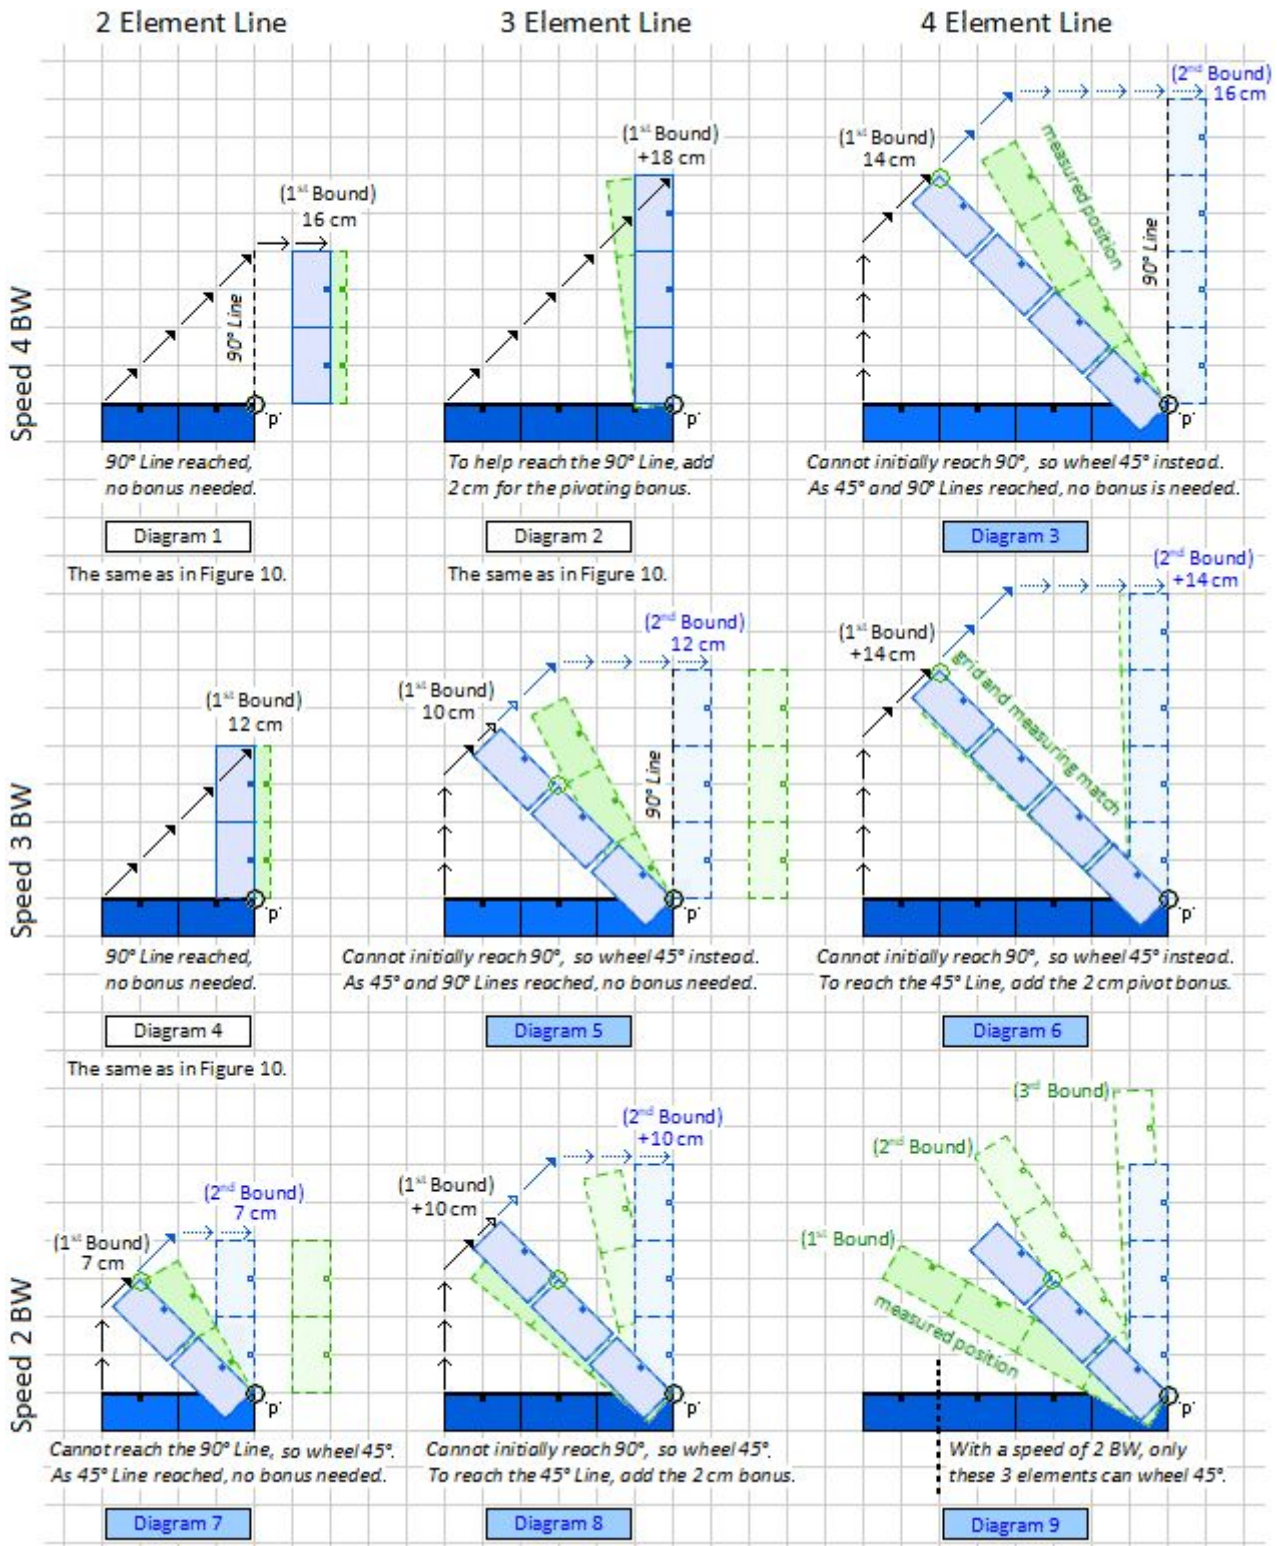 2 Element Line
3 Element Line
4 Element Line
Speed 4 BW
(1st Bound)
16 cm
90° Line
'p'
90° Line reached,
no bonus needed.
Diagram 1
The same as in Figure 10.
(1st Bound)
+18 cm
'p'
To help reach the 90° Line, add
2 cm for the pivoting bonus.
Diagram 2
The same as in Figure 10.
(2nd Bound)
16 cm
(1st Bound)
14 cm
measured position
90° Line
'p'
Cannot initially reach 90°, so wheel 45° instead.
As 45° and 90° Lines reached, no bonus is needed.
Diagram 3
Speed 3 BW
(1st Bound)
12 cm
'p'
90° Line reached,
no bonus needed.
Diagram 4
The same as in Figure 10.
(2nd Bound)
12 cm
(1st Bound)
10 cm
90° Line
'p'
Cannot initially reach 90°, so wheel 45° instead.
As 45° and 90° Lines reached, no bonus needed.
Diagram 5
(2nd Bound)
+14 cm
(1st Bound)
+14 cm
grid and measuring match
'p'
Cannot initially reach 90°, so wheel 45° instead.
To reach the 45° Line, add the 2 cm pivot bonus.
Diagram 6
Speed 2 BW
(2nd Bound)
7 cm
(1st Bound)
7 cm
'p'
Cannot reach the 90° Line, so wheel 45°.
As 45° Line reached, no bonus needed.
Diagram 7
(2nd Bound)
+10 cm
(1st Bound)
+10 cm
'p'
Cannot initially reach 90°, so wheel 45°.
To reach the 45° Line, add the 2 cm bonus.
Diagram 8
(3rd Bound)
(2nd Bound)
(1st Bound)
measured position
'p'
With a speed of 2 BW, only
these 3 elements can wheel 45°.
Diagram 9